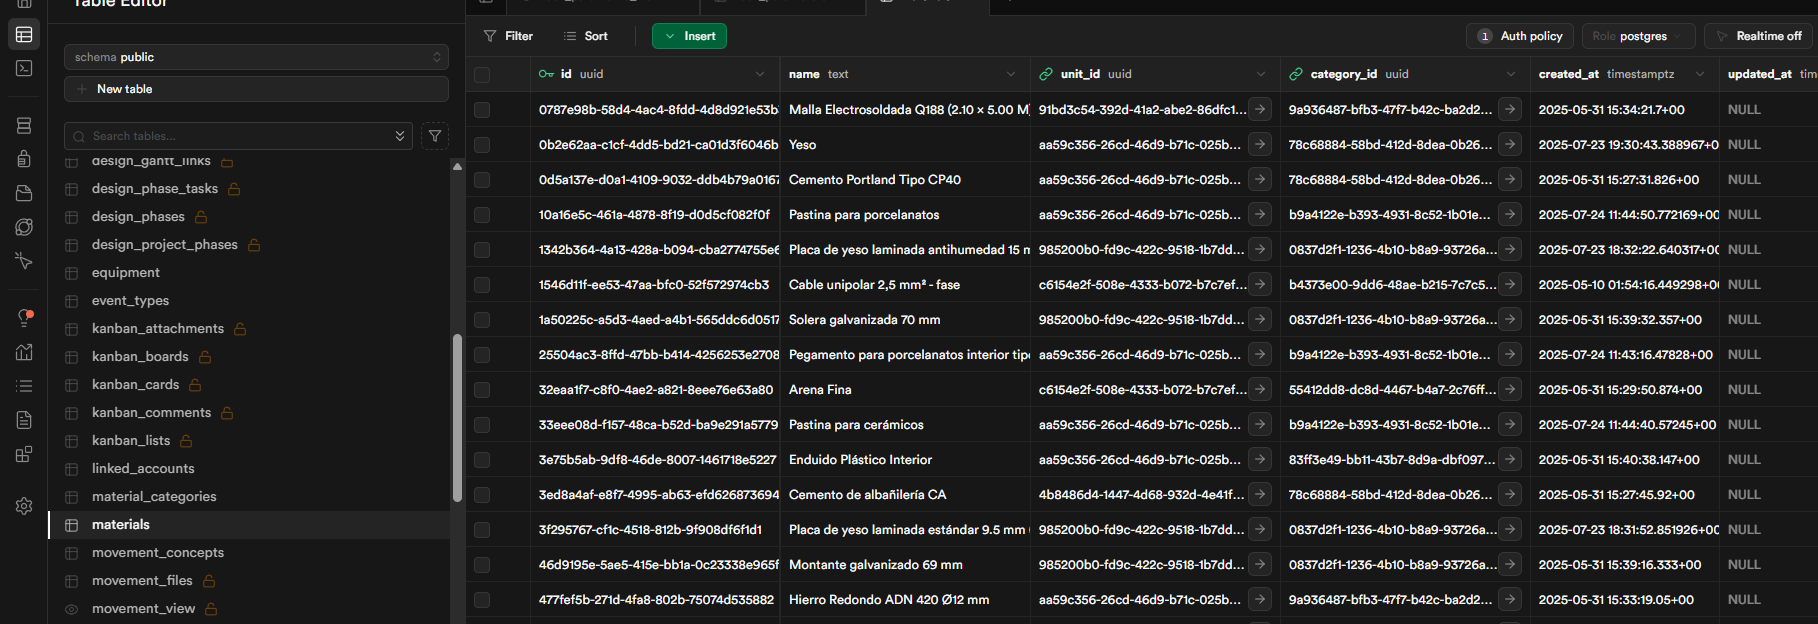 Table Editor
schema public
New table
Search tables...
design_gantt_links
design_phase_tasks
design_phases
design_project_phases
equipment
event_types
kanban_attachments
kanban_boards
kanban_cards
kanban_comments
kanban_lists
linked_accounts
material_categories
materials
movement_concepts
movement_files
movement_view
Filter Sort Insert 1 Auth policy Role postgres Realtime off
id uuid name text unit_id uuid category_id uuid created_at timestamptz updated_at tim
0787e98b-58d4-4ac4-8fdd-4d8d921e53b Malla Electrosoldada Q188 (2.10 × 5.00 M 91bd3c54-392d-41a2-abe2-86dfc1... 9a936487-bfb3-47f7-b42c-ba2d2... 2025-05-31 15:34:21.7+00 NULL
0b2e62aa-c1cf-4dd5-bd21-ca01d3f6046b Yeso aa59c356-26cd-46d9-b71c-025b... 78c68884-58bd-412d-8dea-0b26... 2025-07-23 19:30:43.388967+0 NULL
0d5a137e-d0a1-4109-9032-ddb4b79a0167 Cemento Portland Tipo CP40 aa59c356-26cd-46d9-b71c-025b... 78c68884-58bd-412d-8dea-0b26... 2025-05-31 15:27:31.826+00 NULL
10a16e5c-461a-4878-8f19-d0d5cf082f0f Pastina para porcelanatos aa59c356-26cd-46d9-b71c-025b... b9a4122e-b393-4931-8c52-1b01e... 2025-07-24 11:44:50.772169+00 NULL
1342b364-4a13-428a-b094-cba2774755e6 Placa de yeso laminada antihumedad 15 m 985200b0-fd9c-422c-9518-1b7dd... 0837d2f1-1236-4b10-b8a9-93726a... 2025-07-23 18:32:22.640317+00 NULL
1546d11f-ee53-47aa-bfc0-52f572974cb3 Cable unipolar 2,5 mm² - fase c6154e2f-508e-4333-b072-b7c7ef... b4373e00-9dd6-48ae-b215-7c7c5... 2025-05-10 01:54:16.449298+0 NULL
1a50225c-a5d3-4aed-a4b1-565ddc6d0517 Solera galvanizada 70 mm 985200b0-fd9c-422c-9518-1b7dd... 0837d2f1-1236-4b10-b8a9-93726a... 2025-05-31 15:39:32.357+00 NULL
25504ac3-8ffd-47bb-b414-4256253e2708 Pegamento para porcelanatos interior tipo aa59c356-26cd-46d9-b71c-025b... b9a4122e-b393-4931-8c52-1b01e... 2025-07-24 11:43:16.47828+00 NULL
32eaa1f7-c8f0-4ae2-a821-8eee76e63a80 Arena Fina c6154e2f-508e-4333-b072-b7c7ef... 55412dd8-dc8d-4467-b4a7-2c76ff... 2025-05-31 15:29:50.874+00 NULL
33eee08d-f157-48ca-b52d-ba9e291a5779 Pastina para cerámicos aa59c356-26cd-46d9-b71c-025b... b9a4122e-b393-4931-8c52-1b01e... 2025-07-24 11:44:40.57245+00 NULL
3e75b5ab-9df8-46de-8007-1461718e5227 Enduido Plástico Interior aa59c356-26cd-46d9-b71c-025b... 83ff3e49-bb11-43b7-8d9a-dbf097... 2025-05-31 15:40:38.147+00 NULL
3ed8a4af-e8f7-4995-ab63-efd626873694 Cemento de albañilería CA 4b8486d4-1447-4d68-932d-4e41f... 78c68884-58bd-412d-8dea-0b26... 2025-05-31 15:27:45.92+00 NULL
3f295767-cf1c-4518-812b-9f908df6f1d1 Placa de yeso laminada estándar 9.5 mm 985200b0-fd9c-422c-9518-1b7dd... 0837d2f1-1236-4b10-b8a9-93726a... 2025-07-23 18:31:52.851926+00 NULL
46d9195e-5ae5-415e-bb1a-0c23338e965f Montante galvanizado 69 mm 985200b0-fd9c-422c-9518-1b7dd... 0837d2f1-1236-4b10-b8a9-93726a... 2025-05-31 15:39:16.333+00 NULL
477fef5b-271d-4fa8-802b-75074d535882 Hierro Redondo ADN 420 Ø12 mm aa59c356-26cd-46d9-b71c-025b... 9a936487-bfb3-47f7-b42c-ba2d2... 2025-05-31 15:33:19.05+00 NULL